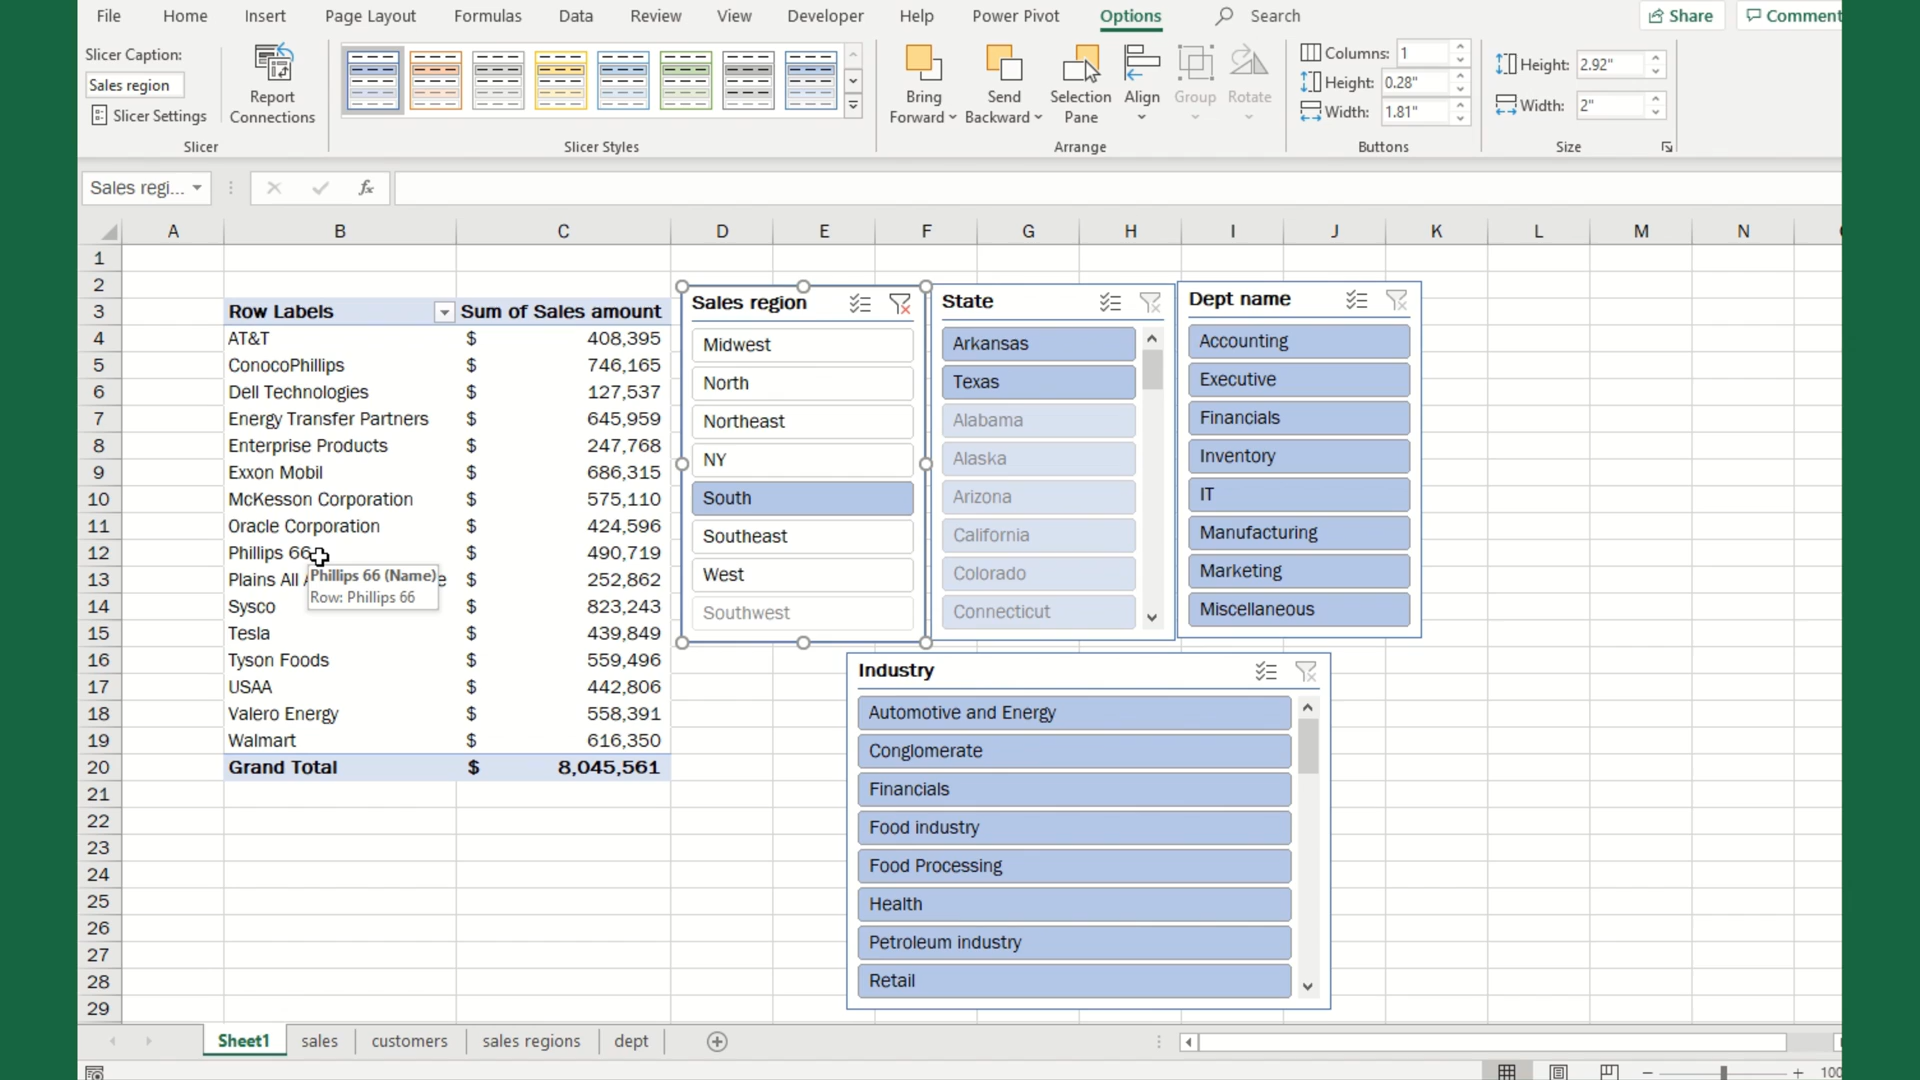 File Home Insert Page Layout Formulas Data Review View Developer Help Power Pivot Options Search Share Comment
Slicer Caption:
Sales region
Slicer Settings
Report
Connections
Slicer
Slicer Styles
Bring
Forward
Send
Backward
Selection
Pane
Align
Group
Rotate
Arrange
Columns: 1
Height: 0.28"
Width: 1.81"
Buttons
Height: 2.92"
Width: 2"
Size
Sales regi... fx
A B C D E F G H I J K L M N
1
2
3 Row Labels Sum of Sales amount
4 AT&T $ 408,395
5 ConocoPhillips $ 746,165
6 Dell Technologies $ 127,537
7 Energy Transfer Partners $ 645,959
8 Enterprise Products $ 247,768
9 Exxon Mobil $ 686,315
10 McKesson Corporation $ 575,110
11 Oracle Corporation $ 424,596
12 Phillips 66 $ 490,719
13 Plains All $ 252,862
14 Sysco $ 823,243
15 Tesla $ 439,849
16 Tyson Foods $ 559,496
17 USAA $ 442,806
18 Valero Energy $ 558,391
19 Walmart $ 616,350
20 Grand Total $ 8,045,561
21
22
23
24
25
26
27
28
29
Phillips 66 (Name)
Row: Phillips 66
Sales region
Midwest
North
Northeast
NY
South
Southeast
West
Southwest
State
Arkansas
Texas
Alabama
Alaska
Arizona
California
Colorado
Connecticut
Dept name
Accounting
Executive
Financials
Inventory
IT
Manufacturing
Marketing
Miscellaneous
Industry
Automotive and Energy
Conglomerate
Financials
Food industry
Food Processing
Health
Petroleum industry
Retail
Sheet1 sales customers sales regions dept
100